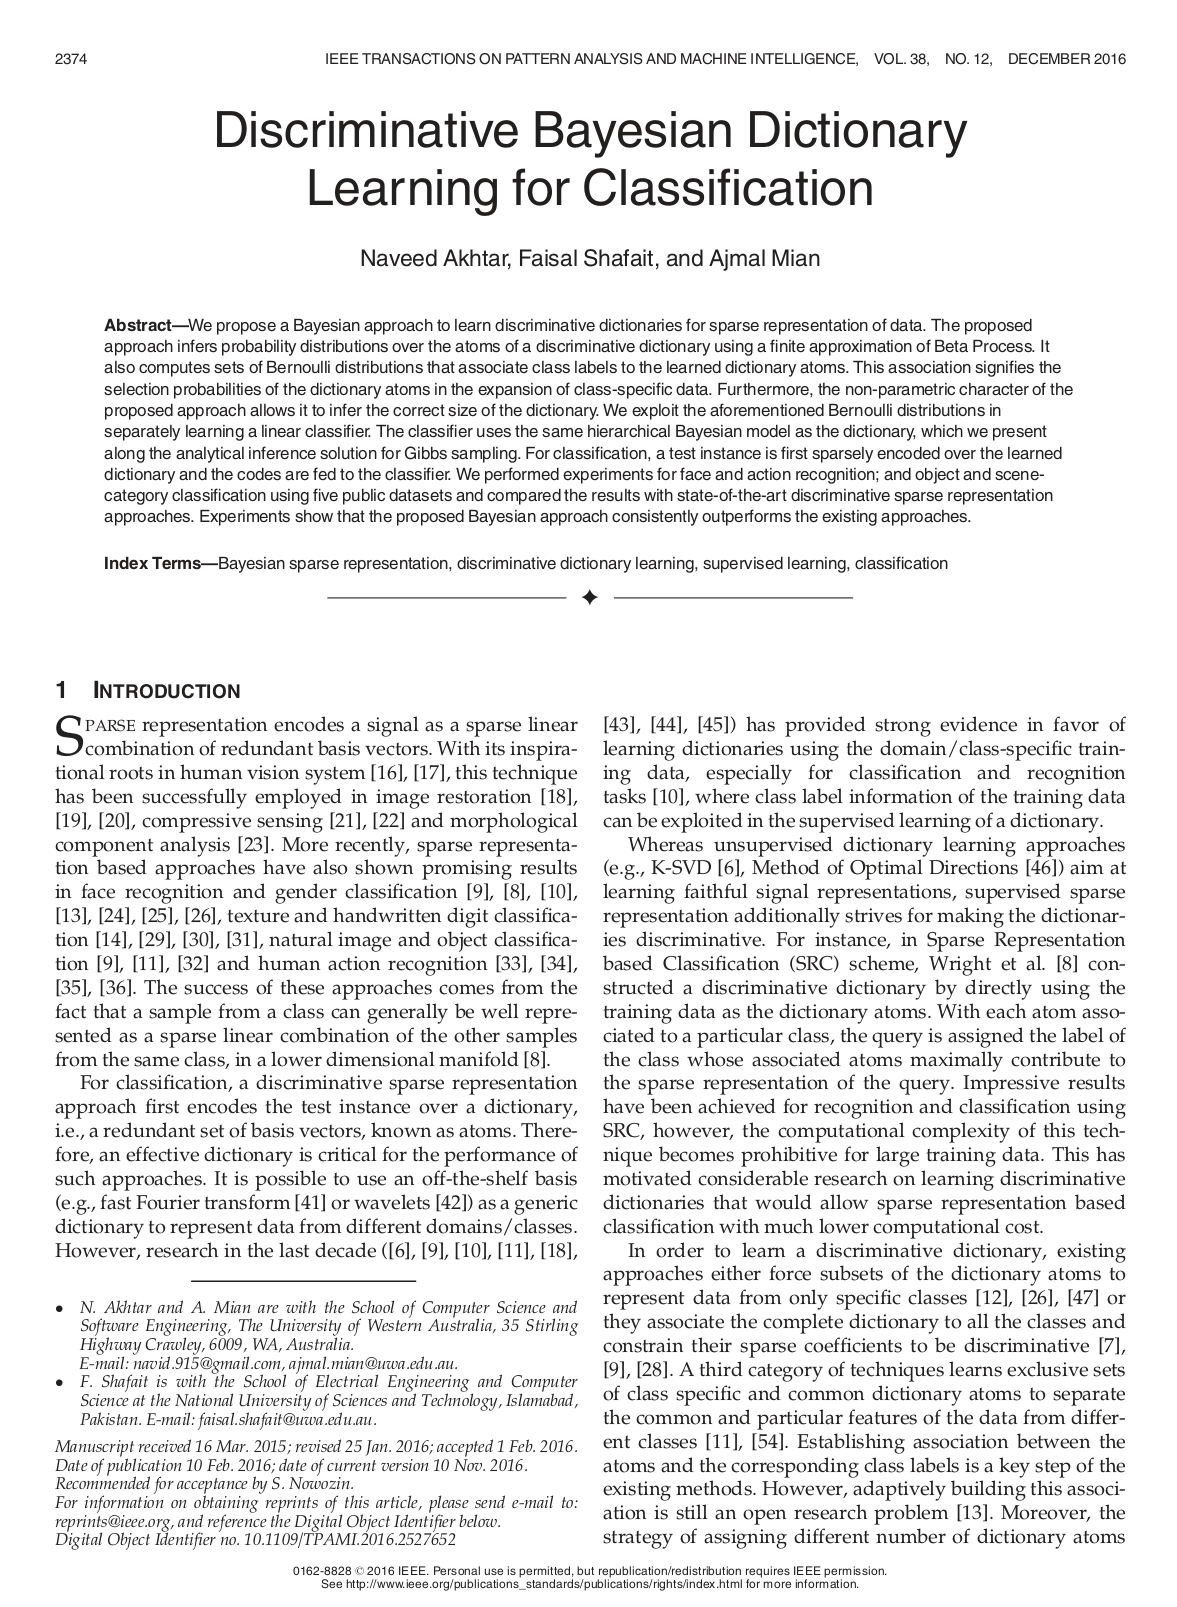 2374
IEEE TRANSACTIONS ON PATTERN ANALYSIS AND MACHINE INTELLIGENCE, VOL. 38, NO. 12, DECEMBER 2016
Discriminative Bayesian Dictionary
Learning for Classification
Naveed Akhtar, Faisal Shafait, and Ajmal Mian
Abstract—We propose a Bayesian approach to learn discriminative dictionaries for sparse representation of data. The proposed
approach infers probability distributions over the atoms of a discriminative dictionary using a finite approximation of Beta Process. It
also computes sets of Bernoulli distributions that associate class labels to the learned dictionary atoms. This association signifies the
selection probabilities of the dictionary atoms in the expansion of class-specific data. Furthermore, the non-parametric character of the
proposed approach allows it to infer the correct size of the dictionary. We exploit the aforementioned Bernoulli distributions in
separately learning a linear classifier. The classifier uses the same hierarchical Bayesian model as the dictionary, which we present
along the analytical inference solution for Gibbs sampling. For classification, a test instance is first sparsely encoded over the learned
dictionary and the codes are fed to the classifier. We performed experiments for face and action recognition; and object and scene-
category classification using five public datasets and compared the results with state-of-the-art discriminative sparse representation
approaches. Experiments show that the proposed Bayesian approach consistently outperforms the existing approaches.
Index Terms—Bayesian sparse representation, discriminative dictionary learning, supervised learning, classification
1 INTRODUCTION
SPARSE representation encodes a signal as a sparse linear
combination of redundant basis vectors. With its inspira-
tional roots in human vision system [16], [17], this technique
has been successfully employed in image restoration [18],
[19], [20], compressive sensing [21], [22] and morphological
component analysis [23]. More recently, sparse representa-
tion based approaches have also shown promising results
in face recognition and gender classification [9], [8], [10],
[13], [24], [25], [26], texture and handwritten digit classifica-
tion [14], [29], [30], [31], natural image and object classifica-
tion [9], [11], [32] and human action recognition [33], [34],
[35], [36]. The success of these approaches comes from the
fact that a sample from a class can generally be well repre-
sented as a sparse linear combination of the other samples
from the same class, in a lower dimensional manifold [8].
For classification, a discriminative sparse representation
approach first encodes the test instance over a dictionary,
i.e., a redundant set of basis vectors, known as atoms. There-
fore, an effective dictionary is critical for the performance of
such approaches. It is possible to use an off-the-shelf basis
(e.g., fast Fourier transform [41] or wavelets [42]) as a generic
dictionary to represent data from different domains/classes.
However, research in the last decade ([6], [9], [10], [11], [18],
• N. Akhtar and A. Mian are with the School of Computer Science and
Software Engineering, The University of Western Australia, 35 Stirling
Highway Crawley, 6009, WA, Australia.
E-mail: navid.915@gmail.com, ajmal.mian@uwa.edu.au.
• F. Shafait is with the School of Electrical Engineering and Computer
Science at the National University of Sciences and Technology, Islamabad,
Pakistan. E-mail: faisal.shafait@uwa.edu.au.
Manuscript received 16 Mar. 2015; revised 25 Jan. 2016; accepted 1 Feb. 2016.
Date of publication 10 Feb. 2016; date of current version 10 Nov. 2016.
Recommended for acceptance by S. Nowozin.
For information on obtaining reprints of this article, please send e-mail to:
reprints@ieee.org, and reference the Digital Object Identifier below.
Digital Object Identifier no. 10.1109/TPAMI.2016.2527652
[43], [44], [45]) has provided strong evidence in favor of
learning dictionaries using the domain/class-specific train-
ing data, especially for classification and recognition
tasks [10], where class label information of the training data
can be exploited in the supervised learning of a dictionary.
Whereas unsupervised dictionary learning approaches
(e.g., K-SVD [6], Method of Optimal Directions [46]) aim at
learning faithful signal representations, supervised sparse
representation additionally strives for making the dictionar-
ies discriminative. For instance, in Sparse Representation
based Classification (SRC) scheme, Wright et al. [8] con-
structed a discriminative dictionary by directly using the
training data as the dictionary atoms. With each atom asso-
ciated to a particular class, the query is assigned the label of
the class whose associated atoms maximally contribute to
the sparse representation of the query. Impressive results
have been achieved for recognition and classification using
SRC, however, the computational complexity of this tech-
nique becomes prohibitive for large training data. This has
motivated considerable research on learning discriminative
dictionaries that would allow sparse representation based
classification with much lower computational cost.
In order to learn a discriminative dictionary, existing
approaches either force subsets of the dictionary atoms to
represent data from only specific classes [12], [26], [47] or
they associate the complete dictionary to all the classes and
constrain their sparse coefficients to be discriminative [7],
[9], [28]. A third category of techniques learns exclusive sets
of class specific and common dictionary atoms to separate
the common and particular features of the data from differ-
ent classes [11], [54]. Establishing association between the
atoms and the corresponding class labels is a key step of the
existing methods. However, adaptively building this associ-
ation is still an open research problem [13]. Moreover, the
strategy of assigning different number of dictionary atoms
0162-8828 © 2016 IEEE. Personal use is permitted, but republication/redistribution requires IEEE permission.
See http://www.ieee.org/publications_standards/publications/rights/index.html for more information.